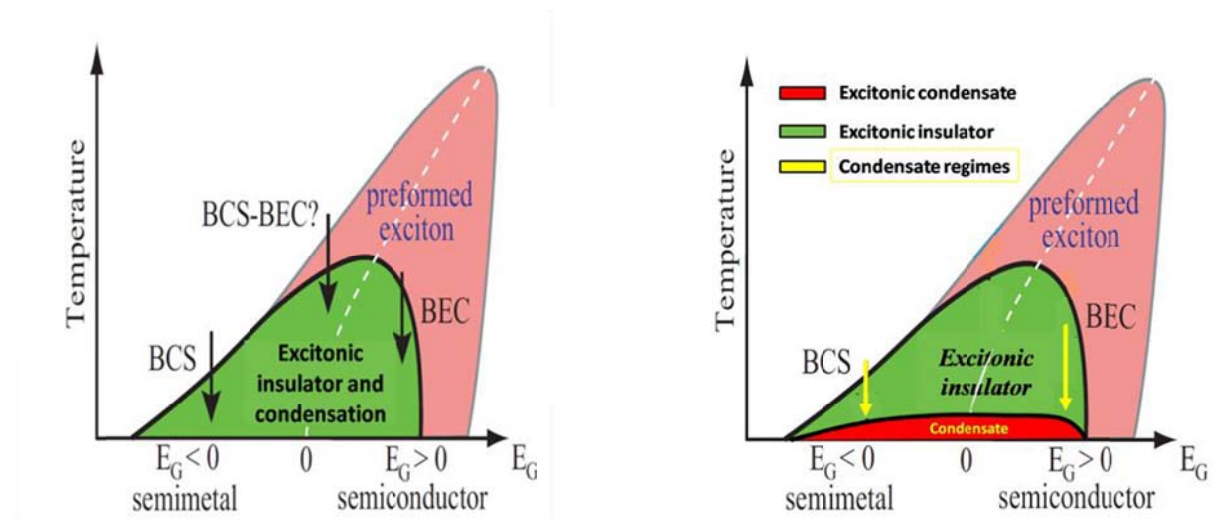 Temperature
BCS-BEC?
preformed
exciton
BCS
BEC
Excitonic
insulator and
condensation
E_G < 0
0
E_G > 0
E_G
semimetal
semiconductor
Excitonic condensate
Excitonic insulator
Condensate regimes
Temperature
preformed
exciton
BCS
BEC
Excitonic
insulator
Condensate
E_G < 0
0
E_G > 0
E_G
semimetal
semiconductor